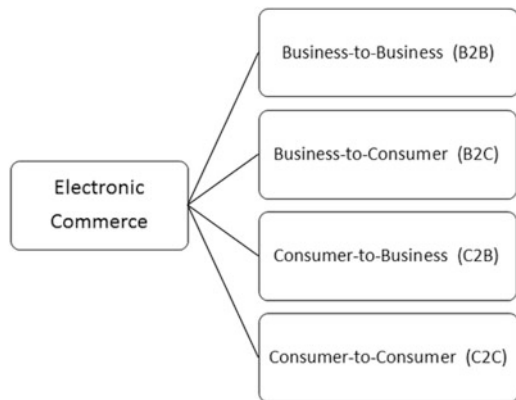 Business-to-Business (B2B)
Business-to-Consumer (B2C)
Electronic
Commerce
Consumer-to-Business (C2B)
Consumer-to-Consumer (C2C)